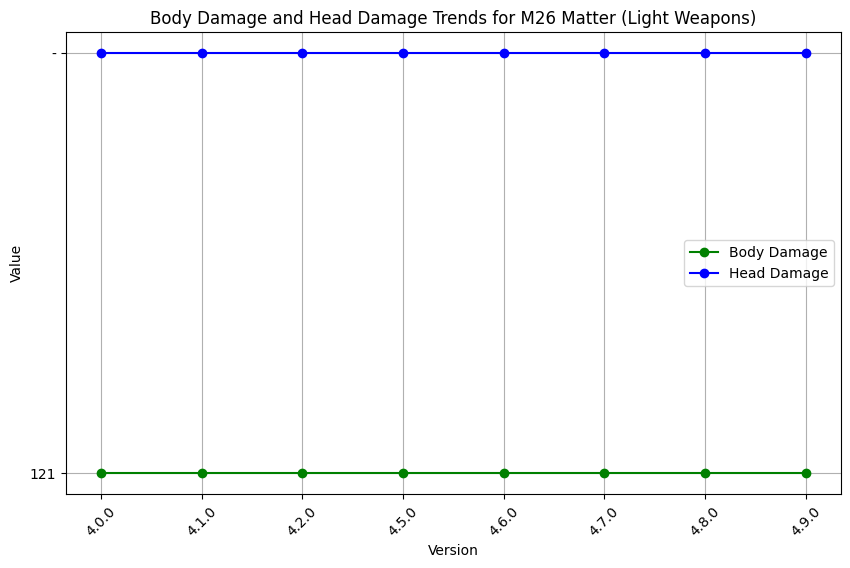 Body Damage and Head Damage Trends for M26 Matter (Light Weapons)
-
Value
Body Damage
Head Damage
121
4.0.0 4.1.0 4.2.0 4.5.0 4.6.0 4.7.0 4.8.0 4.9.0
Version